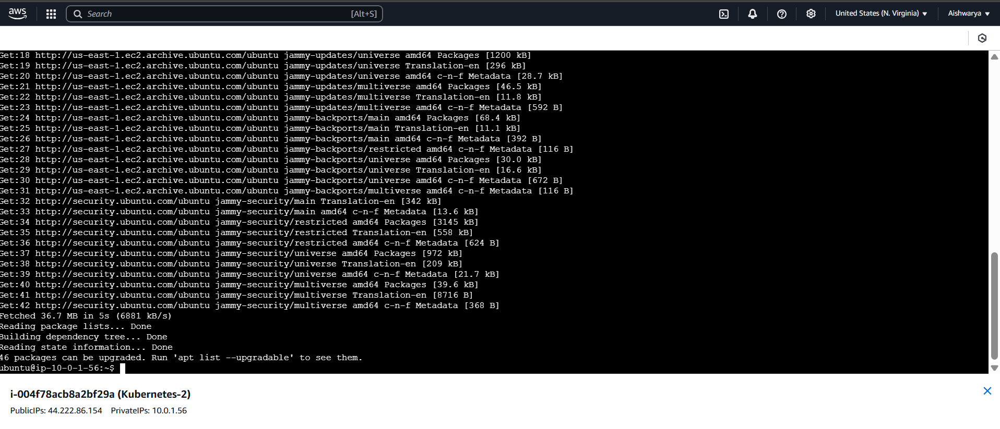 aws
Search [Alt+S]
United States (N. Virginia)
Aishwarya
Get:18 http://us-east-1.ec2.archive.ubuntu.com/ubuntu jammy-updates/universe amd64 Packages [1200 kB]
Get:19 http://us-east-1.ec2.archive.ubuntu.com/ubuntu jammy-updates/universe Translation-en [296 kB]
Get:20 http://us-east-1.ec2.archive.ubuntu.com/ubuntu jammy-updates/universe amd64 c-n-f Metadata [28.7 kB]
Get:21 http://us-east-1.ec2.archive.ubuntu.com/ubuntu jammy-updates/multiverse amd64 Packages [46.5 kB]
Get:22 http://us-east-1.ec2.archive.ubuntu.com/ubuntu jammy-updates/multiverse Translation-en [11.8 kB]
Get:23 http://us-east-1.ec2.archive.ubuntu.com/ubuntu jammy-updates/multiverse amd64 c-n-f Metadata [592 B]
Get:24 http://us-east-1.ec2.archive.ubuntu.com/ubuntu jammy-backports/main amd64 Packages [68.4 kB]
Get:25 http://us-east-1.ec2.archive.ubuntu.com/ubuntu jammy-backports/main Translation-en [11.1 kB]
Get:26 http://us-east-1.ec2.archive.ubuntu.com/ubuntu jammy-backports/main amd64 c-n-f Metadata [392 B]
Get:27 http://us-east-1.ec2.archive.ubuntu.com/ubuntu jammy-backports/restricted amd64 c-n-f Metadata [116 B]
Get:28 http://us-east-1.ec2.archive.ubuntu.com/ubuntu jammy-backports/universe amd64 Packages [30.0 kB]
Get:29 http://us-east-1.ec2.archive.ubuntu.com/ubuntu jammy-backports/universe Translation-en [16.6 kB]
Get:30 http://us-east-1.ec2.archive.ubuntu.com/ubuntu jammy-backports/universe amd64 c-n-f Metadata [672 B]
Get:31 http://us-east-1.ec2.archive.ubuntu.com/ubuntu jammy-backports/multiverse amd64 c-n-f Metadata [116 B]
Get:32 http://security.ubuntu.com/ubuntu jammy-security/main Translation-en [342 kB]
Get:33 http://security.ubuntu.com/ubuntu jammy-security/main amd64 c-n-f Metadata [13.6 kB]
Get:34 http://security.ubuntu.com/ubuntu jammy-security/restricted amd64 Packages [3145 kB]
Get:35 http://security.ubuntu.com/ubuntu jammy-security/restricted Translation-en [558 kB]
Get:36 http://security.ubuntu.com/ubuntu jammy-security/restricted amd64 c-n-f Metadata [624 B]
Get:37 http://security.ubuntu.com/ubuntu jammy-security/universe amd64 Packages [972 kB]
Get:38 http://security.ubuntu.com/ubuntu jammy-security/universe Translation-en [209 kB]
Get:39 http://security.ubuntu.com/ubuntu jammy-security/universe amd64 c-n-f Metadata [21.7 kB]
Get:40 http://security.ubuntu.com/ubuntu jammy-security/multiverse amd64 Packages [39.6 kB]
Get:41 http://security.ubuntu.com/ubuntu jammy-security/multiverse Translation-en [8716 B]
Get:42 http://security.ubuntu.com/ubuntu jammy-security/multiverse amd64 c-n-f Metadata [368 B]
Fetched 36.7 MB in 5s (6881 kB/s)
Reading package lists... Done
Building dependency tree... Done
Reading state information... Done
46 packages can be upgraded. Run 'apt list --upgradable' to see them.
ubuntu@ip-10-0-1-56:~$
i-004f78acb8a2bf29a (Kubernetes-2)
PublicIPs: 44.222.86.154 PrivateIPs: 10.0.1.56